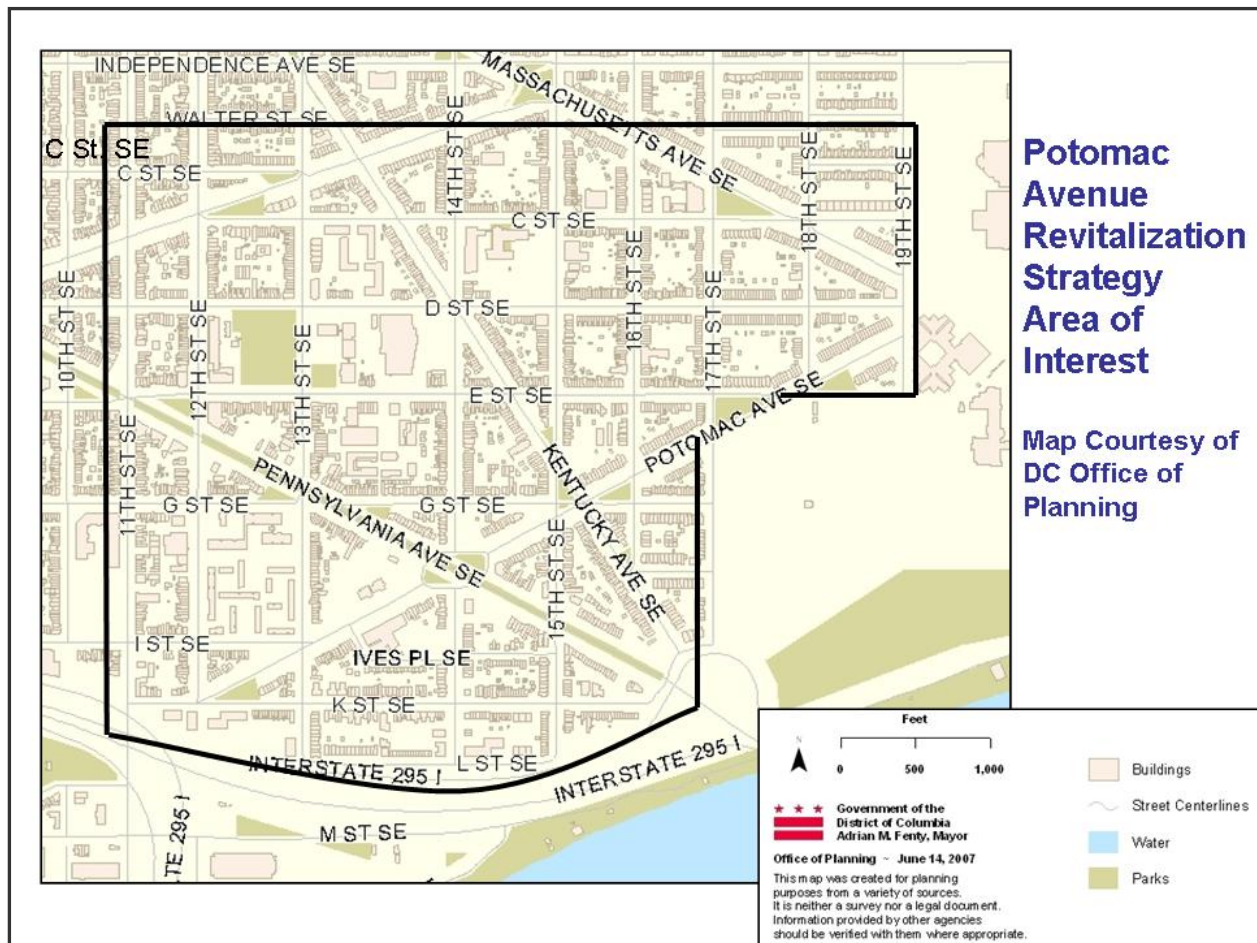 INDEPENDENCE AVE SE
MASSACHUSETTS AVE SE
WALTER ST SE
C St. SE
C ST SE
14TH ST SE
18TH ST SE
19TH ST SE
C ST SE
10TH ST SE
12TH ST SE
13TH ST SE
D ST SE
16TH ST SE
17TH ST SE
E ST SE
POTOMAC AVE SE
11TH ST SE
G ST SE
PENNSYLVANIA AVE SE
G ST SE
KENTUCKY AVE SE
15TH ST SE
I ST SE
IVES PL SE
K ST SE
INTERSTATE 295 I
L ST SE
INTERSTATE 295 I
M ST SE
TE 295 I
Potomac
Avenue
Revitalization
Strategy
Area of
Interest
Map Courtesy of
DC Office of
Planning
Feet
N
0 500 1,000
Government of the
District of Columbia
Adrian M. Fenty, Mayor
Office of Planning ~ June 14, 2007
This map was created for planning
purposes from a variety of sources.
It is neither a survey nor a legal document.
Information provided by other agencies
should be verified with them where appropriate.
Buildings
Street Centerlines
Water
Parks